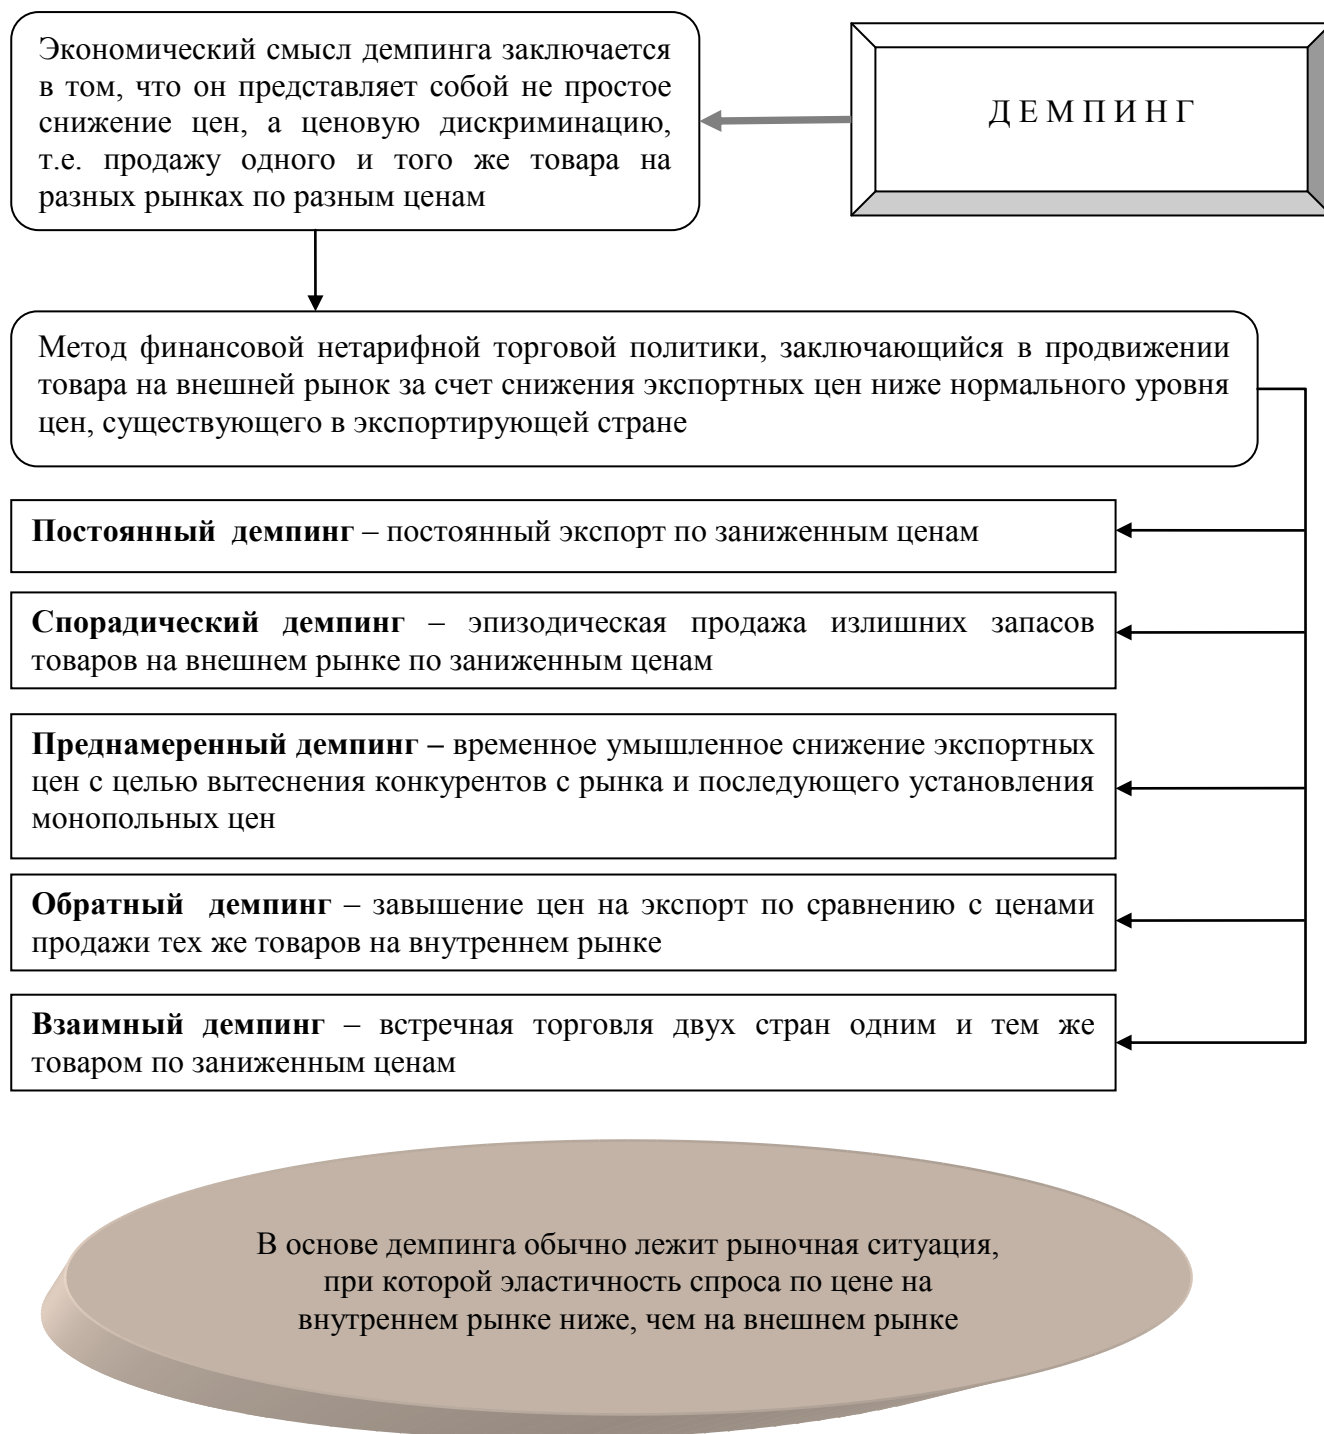 Экономический смысл демпинга заключается
в том, что он представляет собой не простое
снижение цен, а ценовую дискриминацию,
т.е. продажу одного и того же товара на
разных рынках по разным ценам
Д Е М П И Н Г
Метод финансовой нетарифной торговой политики, заключающийся в продвижении
товара на внешней рынок за счет снижения экспортных цен ниже нормального уровня
цен, существующего в экспортирующей стране
Постоянный демпинг – постоянный экспорт по заниженным ценам
Спорадический демпинг – эпизодическая продажа излишних запасов
товаров на внешнем рынке по заниженным ценам
Преднамеренный демпинг – временное умышленное снижение экспортных
цен с целью вытеснения конкурентов с рынка и последующего установления
монопольных цен
Обратный демпинг – завышение цен на экспорт по сравнению с ценами
продажи тех же товаров на внутреннем рынке
Взаимный демпинг – встречная торговля двух стран одним и тем же
товаром по заниженным ценам
В основе демпинга обычно лежит рыночная ситуация,
при которой эластичность спроса по цене на
внутреннем рынке ниже, чем на внешнем рынке